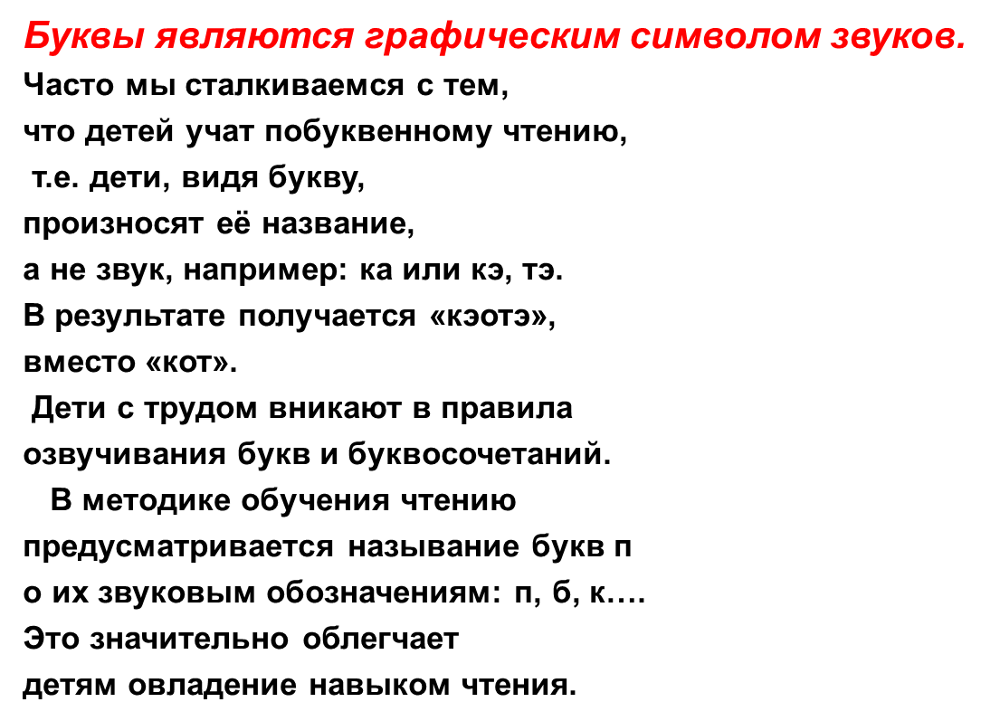 Буквы являются графическим символом звуков.
Часто мы сталкиваемся с тем,
что детей учат побуквенному чтению,
т.е. дети, видя букву,
произносят её название,
а не звук, например: ка или кэ, тэ.
В результате получается «кэотэ»,
вместо «кот».
Дети с трудом вникают в правила
озвучивания букв и буквосочетаний.
В методике обучения чтению
предусматривается называние букв п
о их звуковым обозначениям: п, б, к….
Это значительно облегчает
детям овладение навыком чтения.